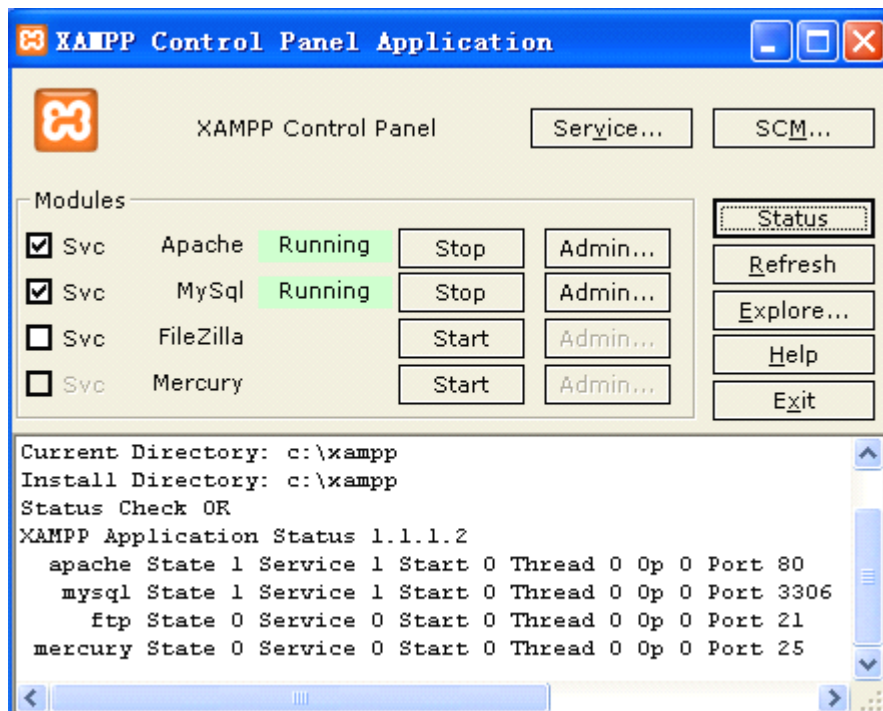 XAMPP Control Panel Application
XAMPP Control Panel
Service...
SCM...
Modules
Svc Apache Running Stop Admin...
Svc MySql Running Stop Admin...
Svc FileZilla Start Admin...
Svc Mercury Start Admin...
Status
Refresh
Explore...
Help
Exit
Current Directory: c:\xampp
Install Directory: c:\xampp
Status Check OK
XAMPP Application Status 1.1.1.2
apache State 1 Service 1 Start 0 Thread 0 Op 0 Port 80
mysql State 1 Service 1 Start 0 Thread 0 Op 0 Port 3306
ftp State 0 Service 0 Start 0 Thread 0 Op 0 Port 21
mercury State 0 Service 0 Start 0 Thread 0 Op 0 Port 25